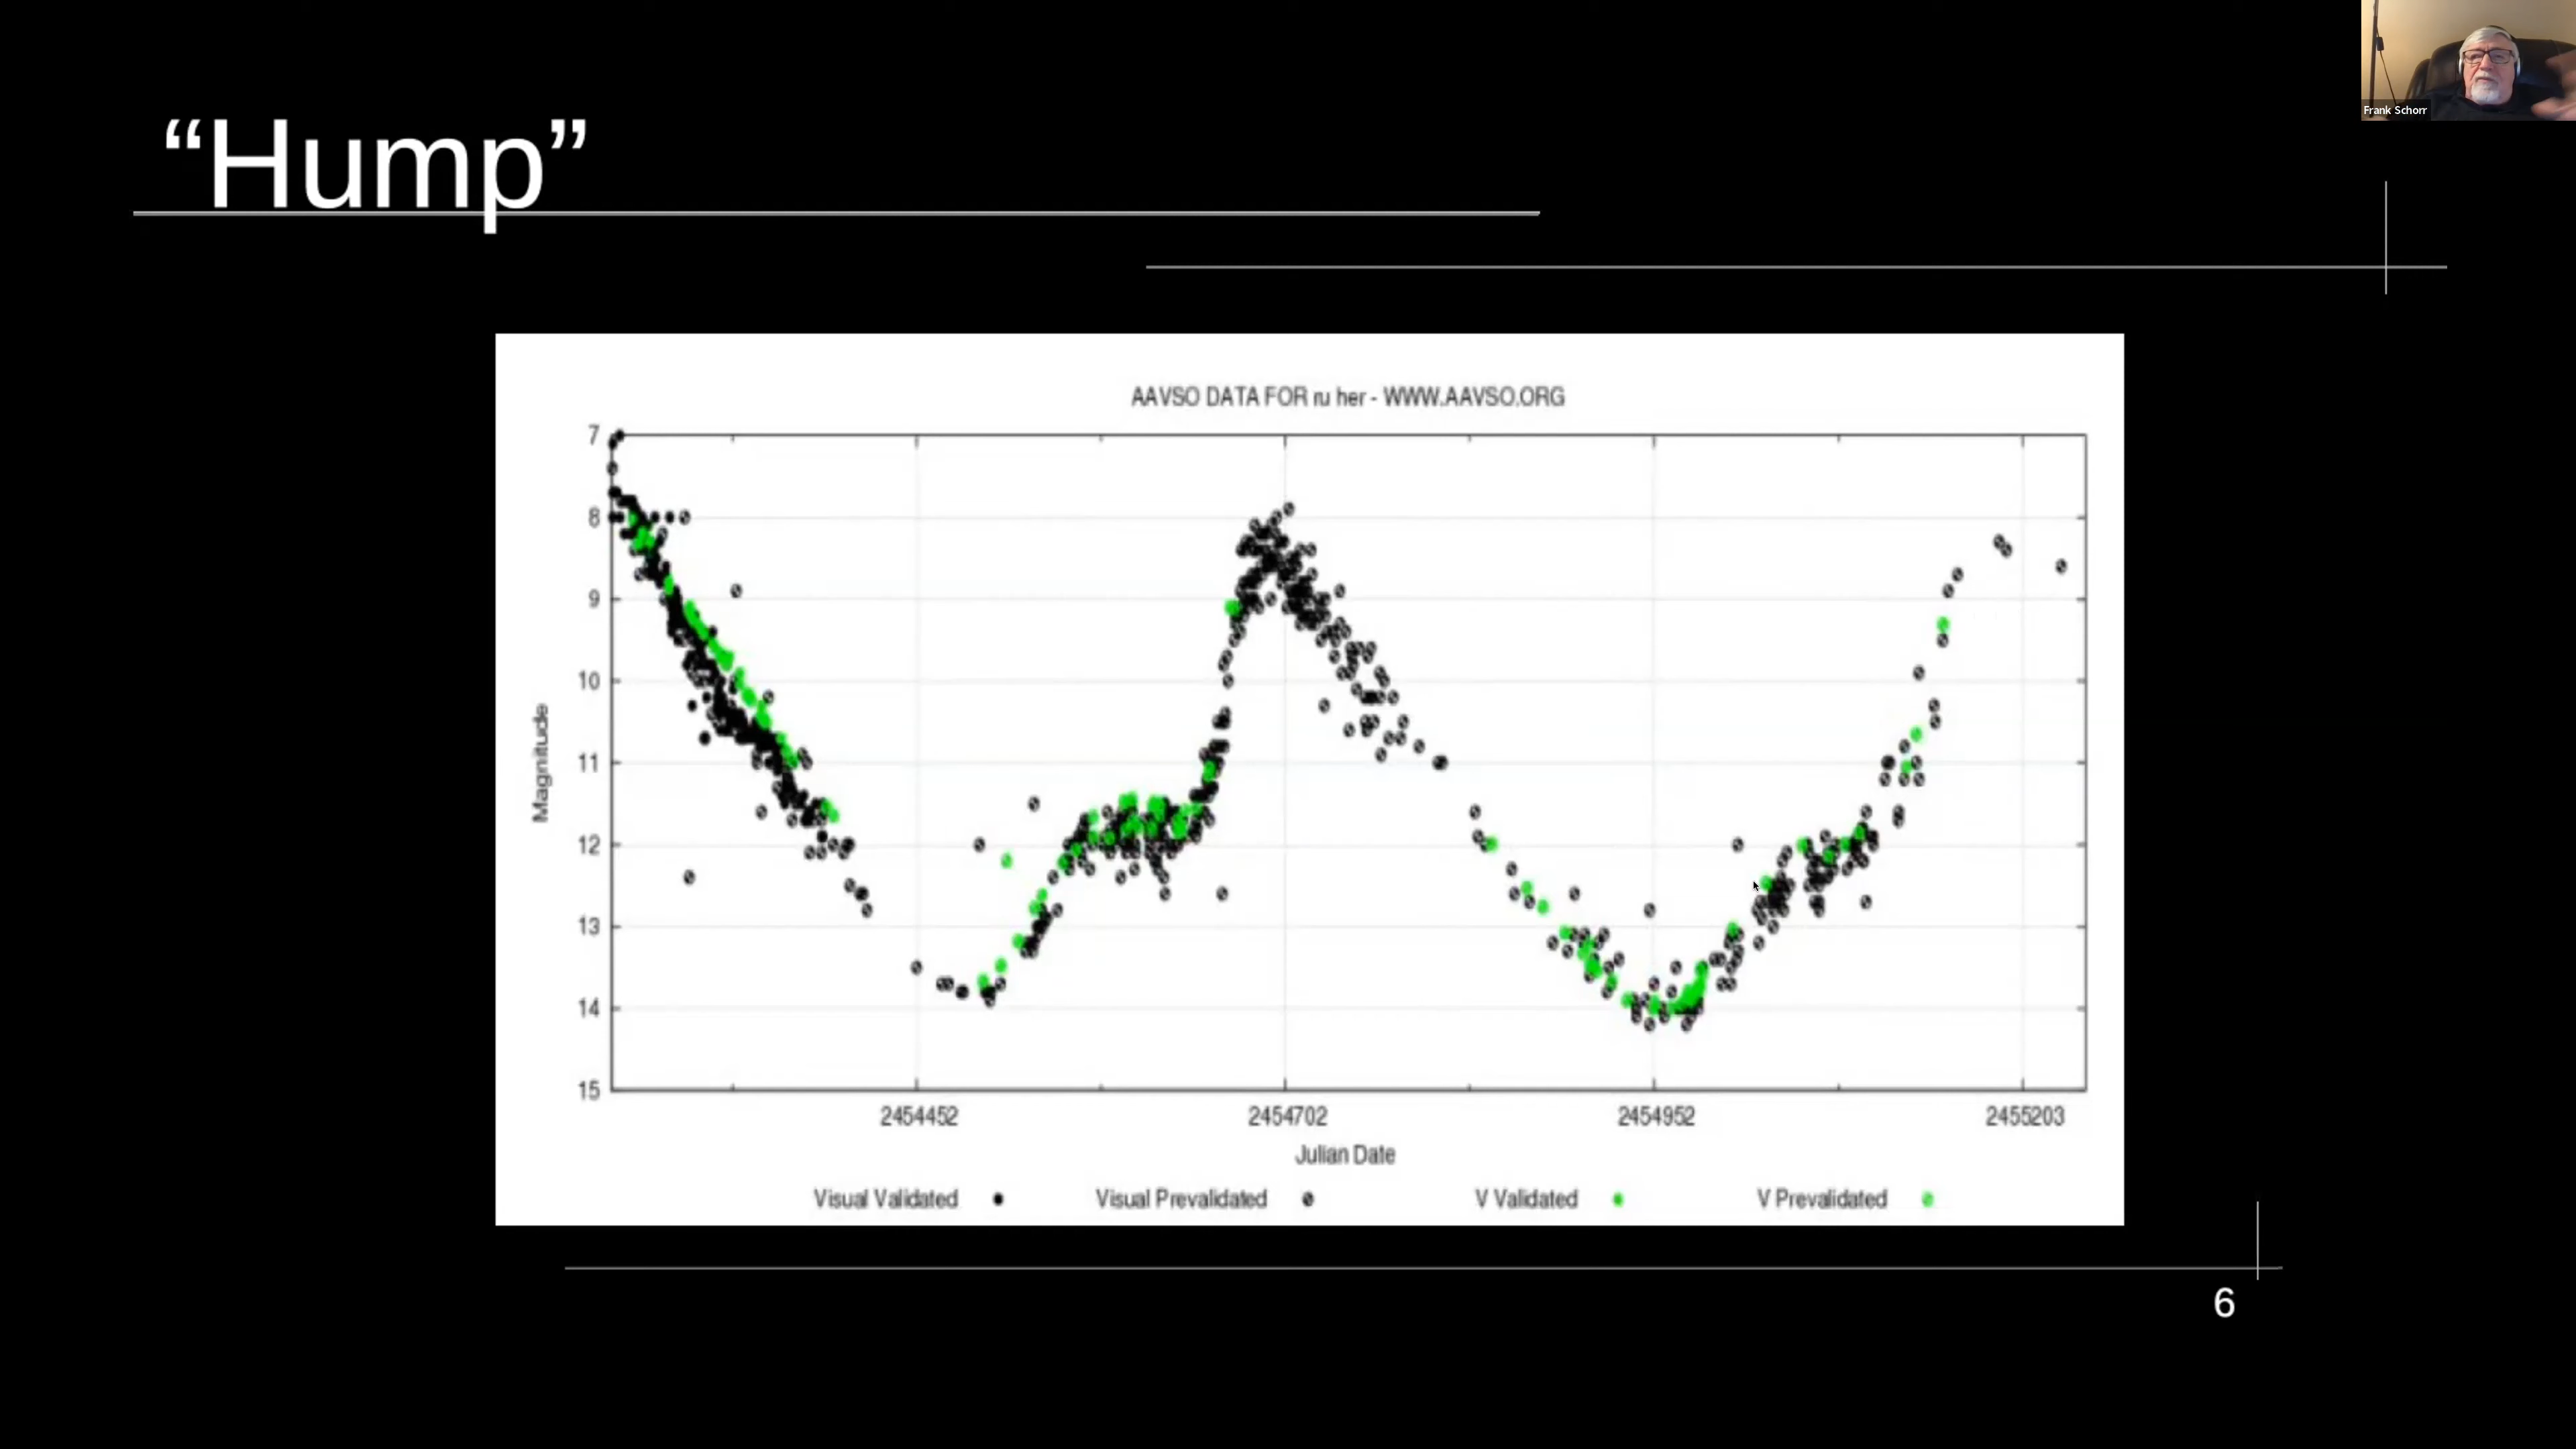 Frank Schorr
“Hump”
AAVSO DATA FOR ru her - WWW.AAVSO.ORG
7
8
9
10
11
12
13
14
15
Magnitude
2454452 2454702 2454952 2455203
Julian Date
Visual Validated Visual Prevalidated V Validated V Prevalidated
6